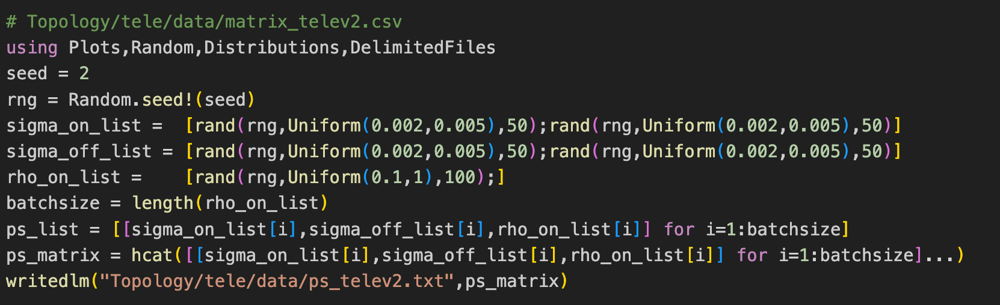 # Topology/tele/data/matrix_telev2.csv
using Plots,Random,Distributions,DelimitedFiles
seed = 2
rng = Random.seed!(seed)
sigma_on_list =  [rand(rng,Uniform(0.002,0.005),50);rand(rng,Uniform(0.002,0.005),50)]
sigma_off_list = [rand(rng,Uniform(0.002,0.005),50);rand(rng,Uniform(0.002,0.005),50)]
rho_on_list =    [rand(rng,Uniform(0.1,1),100);]
batchsize = length(rho_on_list)
ps_list = [[sigma_on_list[i],sigma_off_list[i],rho_on_list[i]] for i=1:batchsize]
ps_matrix = hcat([[sigma_on_list[i],sigma_off_list[i],rho_on_list[i]] for i=1:batchsize]...)
writedlm("Topology/tele/data/ps_telev2.txt",ps_matrix)